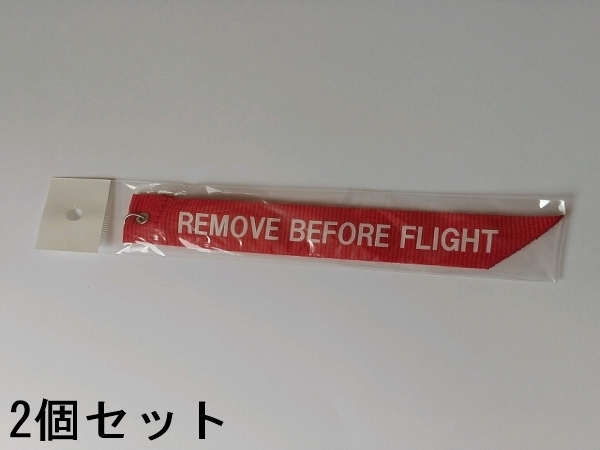 REMOVE BEFORE FLIGHT
2個セット